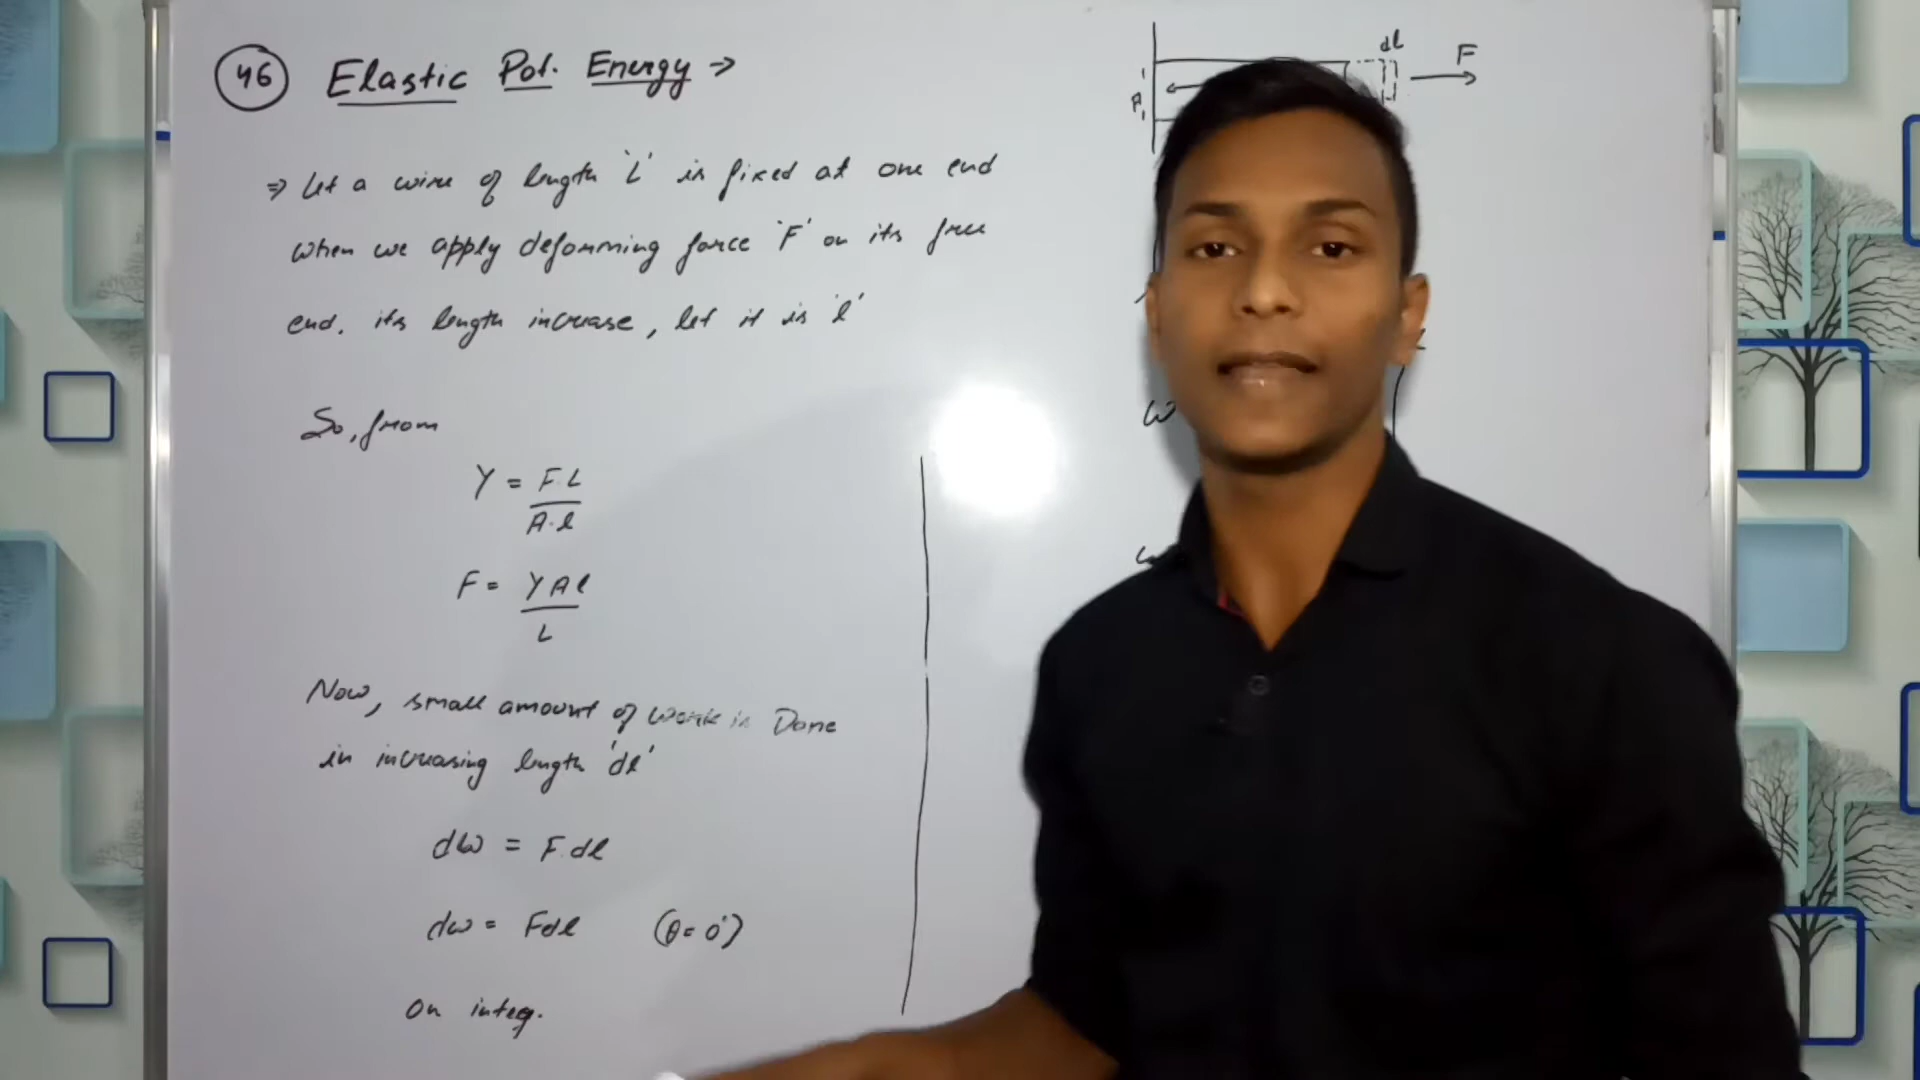 46 Elastic Pot. Energy →
⇒ Let a wire of length 'L' is fixed at one end
when we apply deforming force 'F' on its free
end. its length increase, let it is 'l'
So, from
Y = F.L / A.l
F = YAl / L
Now, small amount of work is Done
in increasing length 'dl'
dW = F.dl
dw = Fdl (θ = 0°)
On integ.
dl
F
A
W